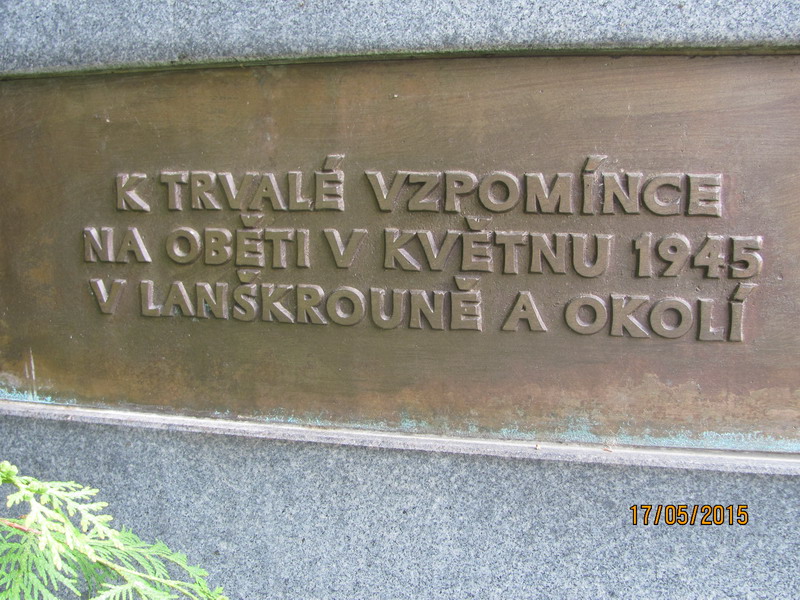 K TRVALÉ VZPOMÍNCE
NA OBĚTI V KVĚTNU 1945
V LANŠKROUNĚ A OKOLÍ
17/05/2015